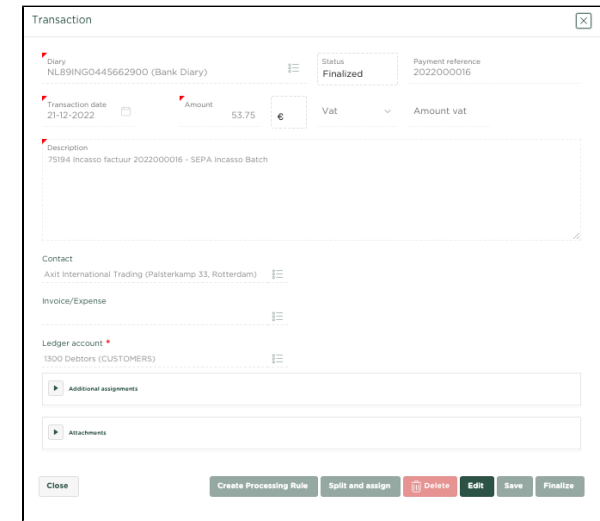 Transaction
Diary
NL89ING0445662900 (Bank Diary)
Status
Finalized
Payment reference
2022000016
Transaction date
21-12-2022
Amount
53.75
€
Vat
Amount vat
Description
75194 Incasso factuur 2022000016 - SEPA Incasso Batch
Contact
Axit International Trading (Palsterkamp 33, Rotterdam)
Invoice/Expense
Ledger account *
1300 Debtors (CUSTOMERS)
Additional assignments
Attachments
Close
Create Processing Rule
Split and assign
Delete
Edit
Save
Finalize